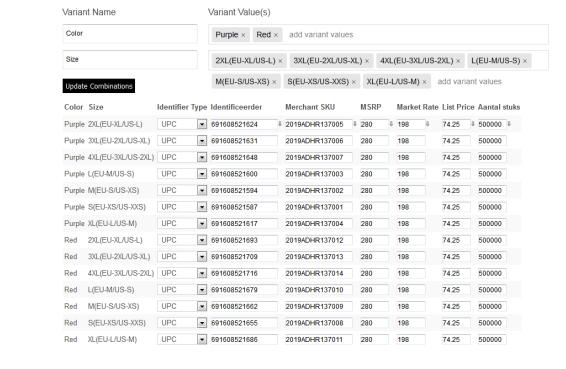 Variant Name Variant Value(s)
Color Purple × Red × add variant values
Size 2XL(EU-XL/US-L) × 3XL(EU-2XL/US-XL) × 4XL(EU-3XL/US-2XL) × L(EU-M/US-S) ×
M(EU-S/US-XS) × S(EU-XS/US-XXS) × XL(EU-L/US-M) × add variant values
Update Combinations
Color Size Identifier Type Identificeerder Merchant SKU MSRP Market Rate List Price Aantal stuks
Purple 2XL(EU-XL/US-L) UPC 691608521624 2019ADHR137005 280 198 74.25 500000
Purple 3XL(EU-2XL/US-XL) UPC 691608521631 2019ADHR137006 280 198 74.25 500000
Purple 4XL(EU-3XL/US-2XL) UPC 691608521648 2019ADHR137007 280 198 74.25 500000
Purple L(EU-M/US-S) UPC 691608521600 2019ADHR137003 280 198 74.25 500000
Purple M(EU-S/US-XS) UPC 691608521594 2019ADHR137002 280 198 74.25 500000
Purple S(EU-XS/US-XXS) UPC 691608521587 2019ADHR137001 280 198 74.25 500000
Purple XL(EU-L/US-M) UPC 691608521617 2019ADHR137004 280 198 74.25 500000
Red 2XL(EU-XL/US-L) UPC 691608521693 2019ADHR137012 280 198 74.25 500000
Red 3XL(EU-2XL/US-XL) UPC 691608521709 2019ADHR137013 280 198 74.25 500000
Red 4XL(EU-3XL/US-2XL) UPC 691608521716 2019ADHR137014 280 198 74.25 500000
Red L(EU-M/US-S) UPC 691608521679 2019ADHR137010 280 198 74.25 500000
Red M(EU-S/US-XS) UPC 691608521662 2019ADHR137009 280 198 74.25 500000
Red S(EU-XS/US-XXS) UPC 691608521655 2019ADHR137008 280 198 74.25 500000
Red XL(EU-L/US-M) UPC 691608521686 2019ADHR137011 280 198 74.25 500000